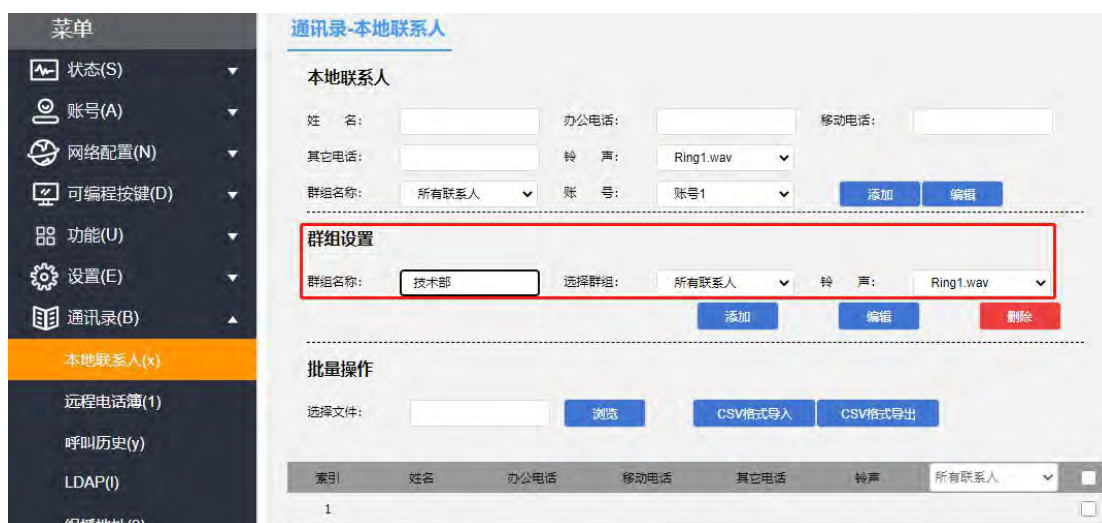 菜单
状态(S)
账号(A)
网络配置(N)
可编程按键(D)
功能(U)
设置(E)
通讯录(B)
本地联系人(x)
远程电话簿(1)
呼叫历史(y)
LDAP(l)
通讯录-本地联系人
本地联系人
姓 名: 办公电话: 移动电话:
其它电话: 铃 声: Ring1.wav
群组名称: 所有联系人 账 号: 账号1 添加 编辑
群组设置
群组名称: 技术部 选择群组: 所有联系人 铃 声: Ring1.wav
添加 编辑 删除
批量操作
选择文件: 浏览 CSV格式导入 CSV格式导出
索引 姓名 办公电话 移动电话 其它电话 铃声 所有联系人
1